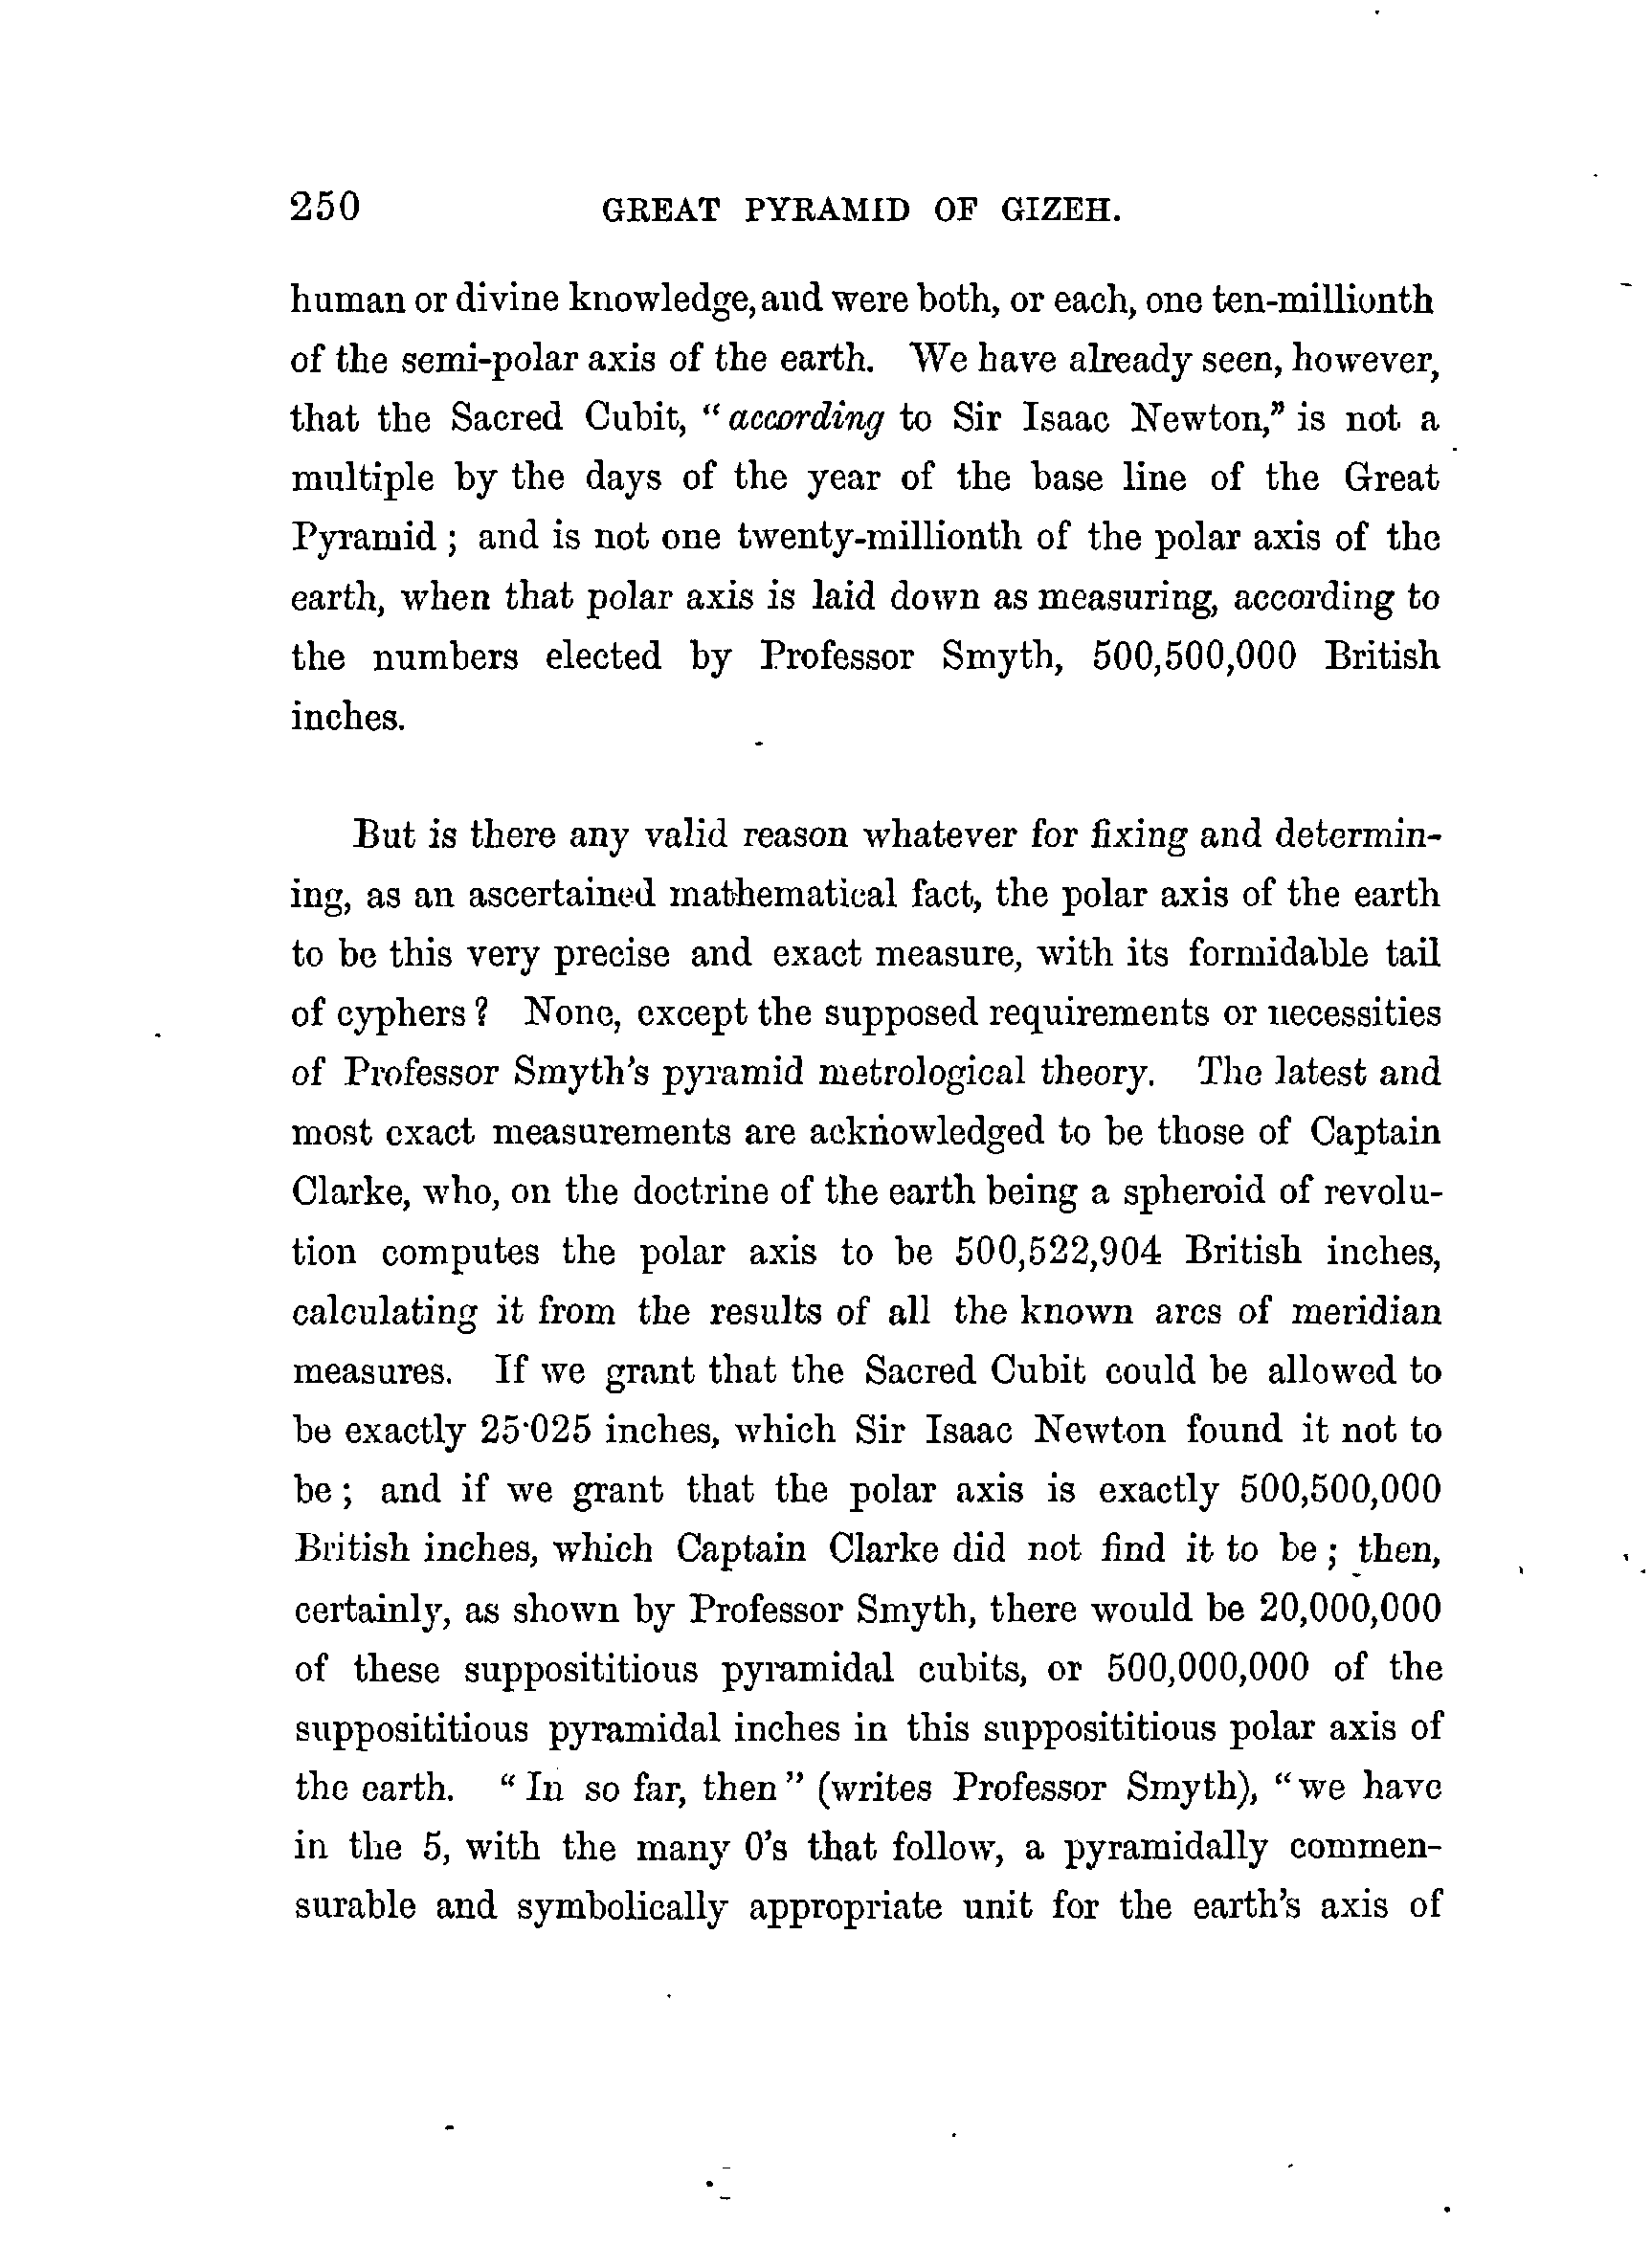 250 GREAT PYRAMID OF GIZEH.
human or divine knowledge, and were both, or each, one ten-millionth
of the semi-polar axis of the earth. We have already seen, however,
that the Sacred Cubit, "according to Sir Isaac Newton," is not a
multiple by the days of the year of the base line of the Great
Pyramid; and is not one twenty-millionth of the polar axis of the
earth, when that polar axis is laid down as measuring, according to
the numbers elected by Professor Smyth, 500,500,000 British
inches.
But is there any valid reason whatever for fixing and determin-
ing, as an ascertained mathematical fact, the polar axis of the earth
to be this very precise and exact measure, with its formidable tail
of cyphers? None, except the supposed requirements or necessities
of Professor Smyth's pyramid metrological theory. The latest and
most exact measurements are acknowledged to be those of Captain
Clarke, who, on the doctrine of the earth being a spheroid of revolu-
tion computes the polar axis to be 500,522,904 British inches,
calculating it from the results of all the known arcs of meridian
measures. If we grant that the Sacred Cubit could be allowed to
be exactly 25·025 inches, which Sir Isaac Newton found it not to
be; and if we grant that the polar axis is exactly 500,500,000
British inches, which Captain Clarke did not find it to be; then,
certainly, as shown by Professor Smyth, there would be 20,000,000
of these supposititious pyramidal cubits, or 500,000,000 of the
supposititious pyramidal inches in this supposititious polar axis of
the earth. "In so far, then" (writes Professor Smyth), "we have
in the 5, with the many 0's that follow, a pyramidally commen-
surable and symbolically appropriate unit for the earth's axis of